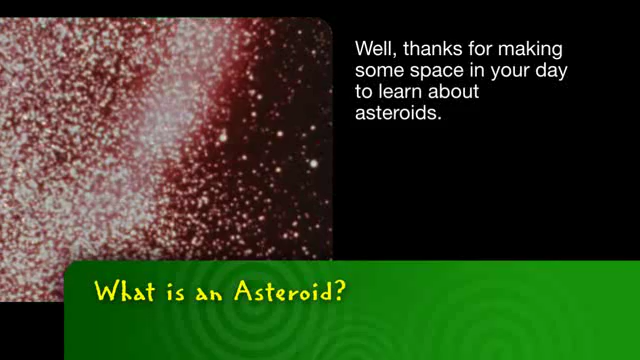 Well, thanks for making
some space in your day
to learn about
asteroids.
What is an Asteroid?